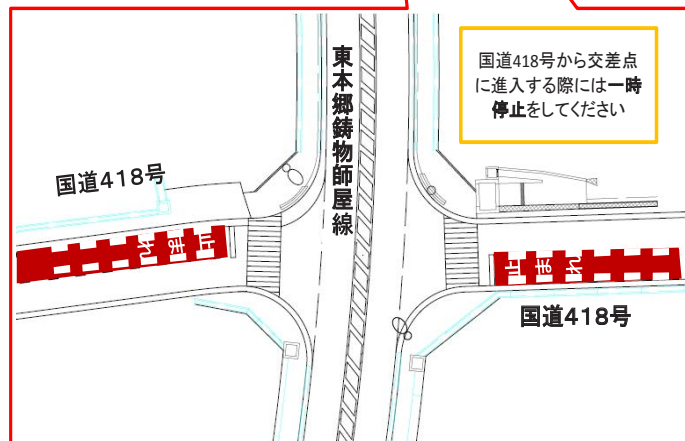 国道418号から交差点
に進入する際には一時
停止をしてください
東本郷鋳物師屋線
国道418号
止まれ
止まれ
国道418号